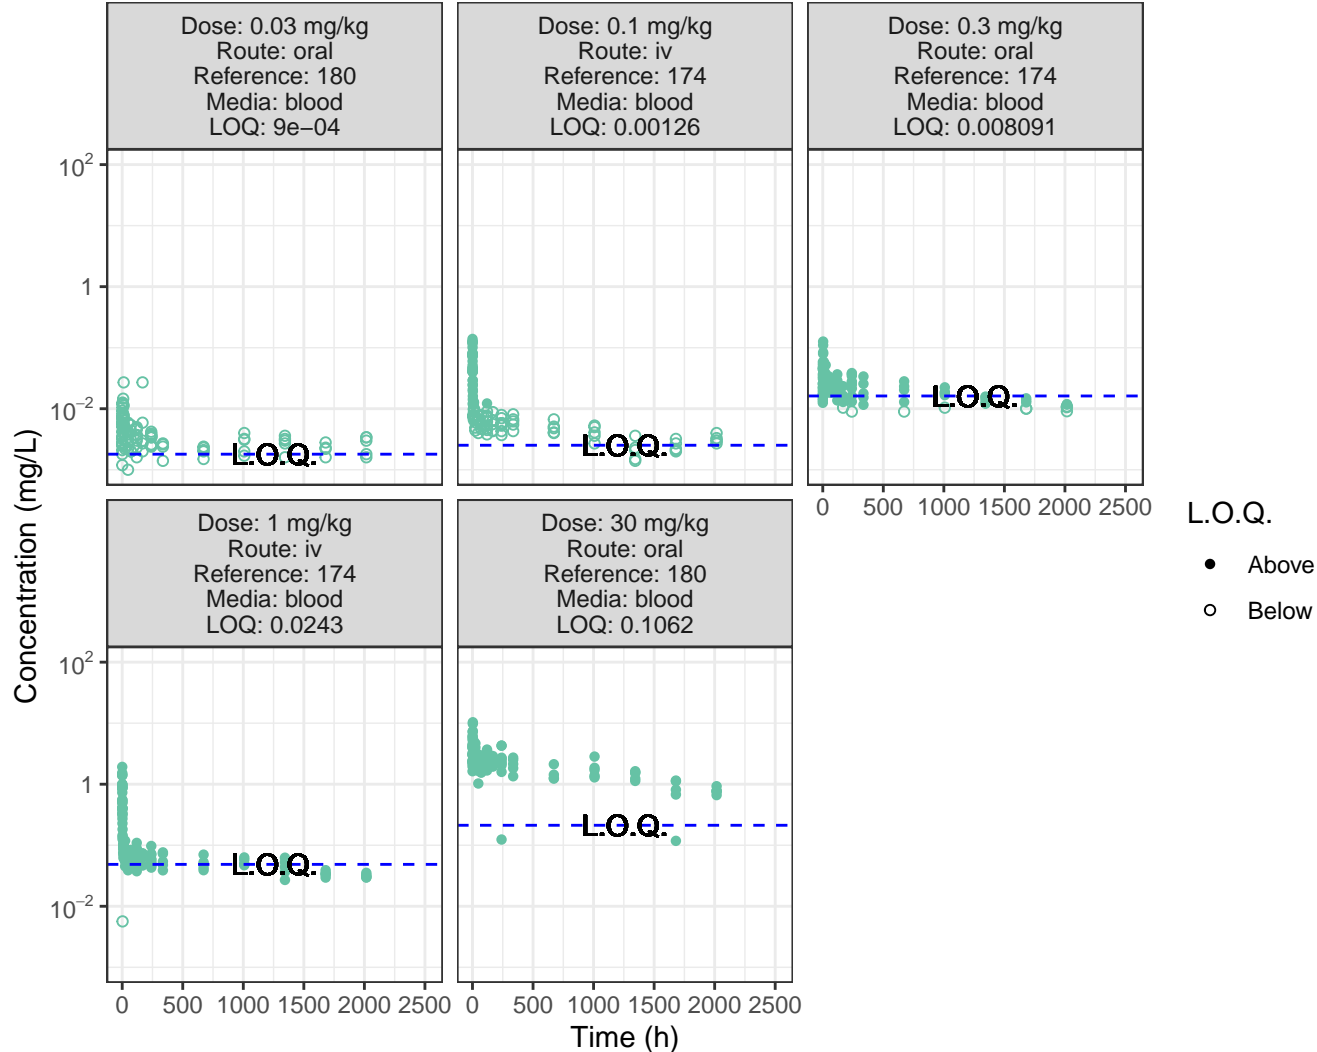 Dose: 0.03 mg/kg
Route: oral
Reference: 180
Media: blood
LOQ: 9e−04
Dose: 0.1 mg/kg
Route: iv
Reference: 174
Media: blood
LOQ: 0.00126
Dose: 0.3 mg/kg
Route: oral
Reference: 174
Media: blood
LOQ: 0.008091
10²
1
10⁻²
L.O.Q.
L.O.Q.
L.O.Q.
0 500 1000 1500 2000 2500
Dose: 1 mg/kg
Route: iv
Reference: 174
Media: blood
LOQ: 0.0243
Dose: 30 mg/kg
Route: oral
Reference: 180
Media: blood
LOQ: 0.1062
10²
1
10⁻²
L.O.Q.
L.O.Q.
0 500 1000 1500 2000 2500
0 500 1000 1500 2000 2500
Time (h)
Concentration (mg/L)
L.O.Q.
Above
Below